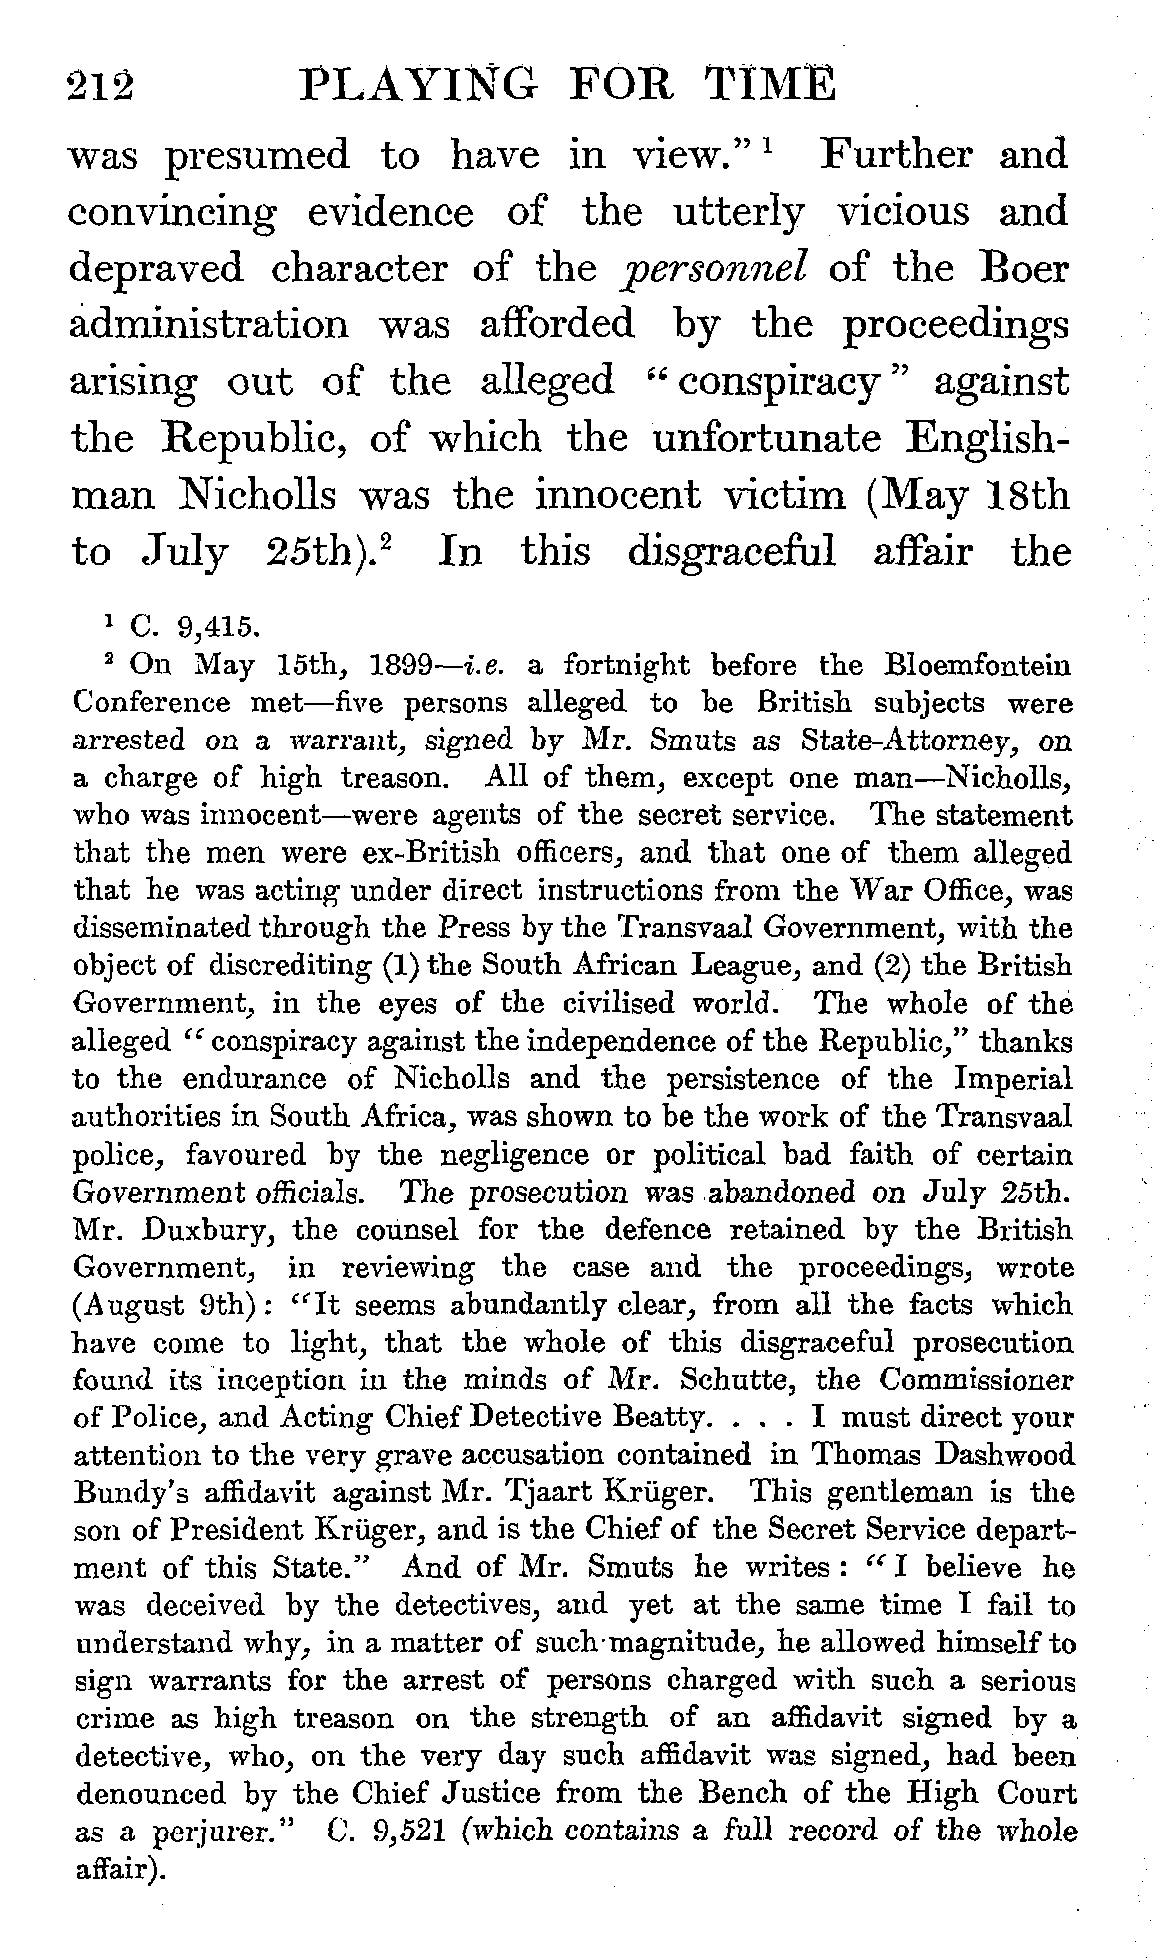 212 PLAYING FOR TIME
was presumed to have in view.” ¹ Further and
convincing evidence of the utterly vicious and
depraved character of the personnel of the Boer
administration was afforded by the proceedings
arising out of the alleged “ conspiracy ” against
the Republic, of which the unfortunate English-
man Nicholls was the innocent victim (May 18th
to July 25th).² In this disgraceful affair the
¹ C. 9,415.
² On May 15th, 1899—i.e. a fortnight before the Bloemfontein
Conference met—five persons alleged to be British subjects were
arrested on a warrant, signed by Mr. Smuts as State-Attorney, on
a charge of high treason. All of them, except one man—Nicholls,
who was innocent—were agents of the secret service. The statement
that the men were ex-British officers, and that one of them alleged
that he was acting under direct instructions from the War Office, was
disseminated through the Press by the Transvaal Government, with the
object of discrediting (1) the South African League, and (2) the British
Government, in the eyes of the civilised world. The whole of the
alleged “ conspiracy against the independence of the Republic,” thanks
to the endurance of Nicholls and the persistence of the Imperial
authorities in South Africa, was shown to be the work of the Transvaal
police, favoured by the negligence or political bad faith of certain
Government officials. The prosecution was abandoned on July 25th.
Mr. Duxbury, the counsel for the defence retained by the British
Government, in reviewing the case and the proceedings, wrote
(August 9th) : “It seems abundantly clear, from all the facts which
have come to light, that the whole of this disgraceful prosecution
found its inception in the minds of Mr. Schutte, the Commissioner
of Police, and Acting Chief Detective Beatty. . . . I must direct your
attention to the very grave accusation contained in Thomas Dashwood
Bundy's affidavit against Mr. Tjaart Krüger. This gentleman is the
son of President Krüger, and is the Chief of the Secret Service depart-
ment of this State.” And of Mr. Smuts he writes : “ I believe he
was deceived by the detectives, and yet at the same time I fail to
understand why, in a matter of such magnitude, he allowed himself to
sign warrants for the arrest of persons charged with such a serious
crime as high treason on the strength of an affidavit signed by a
detective, who, on the very day such affidavit was signed, had been
denounced by the Chief Justice from the Bench of the High Court
as a perjurer.” C. 9,521 (which contains a full record of the whole
affair).